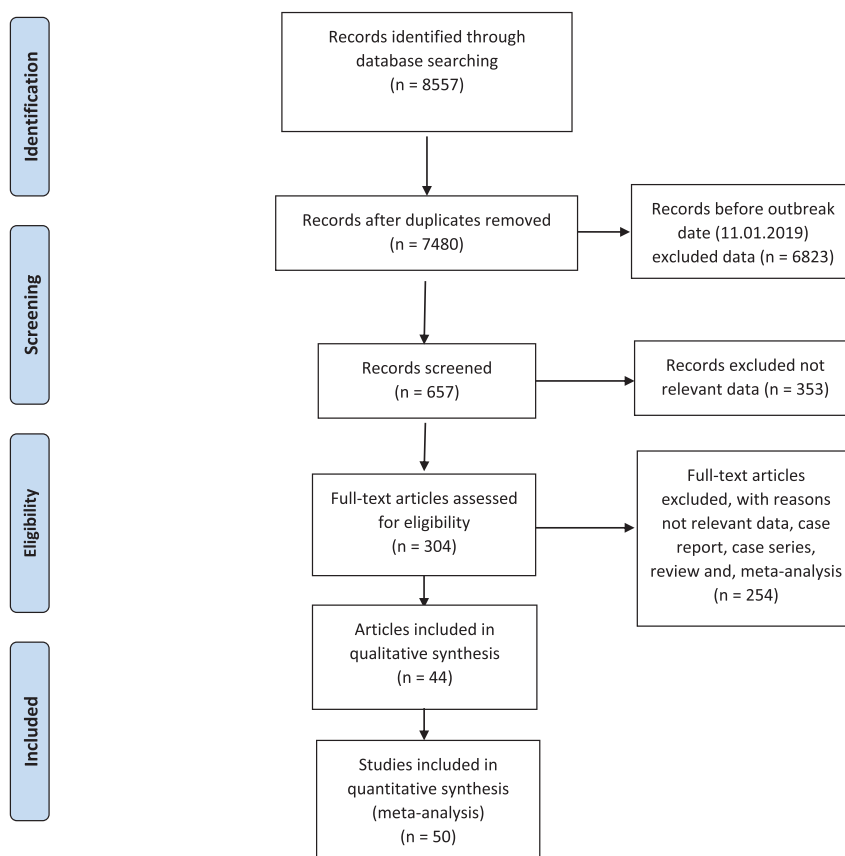 Identification
Records identified through
database searching
(n = 8557)
Records after duplicates removed
(n = 7480)
Records before outbreak
date (11.01.2019)
excluded data (n = 6823)
Screening
Records screened
(n = 657)
Records excluded not
relevant data (n = 353)
Eligibility
Full-text articles assessed
for eligibility
(n = 304)
Full-text articles
excluded, with reasons
not relevant data, case
report, case series,
review and, meta-analysis
(n = 254)
Articles included in
qualitative synthesis
(n = 44)
Included
Studies included in
quantitative synthesis
(meta-analysis)
(n = 50)